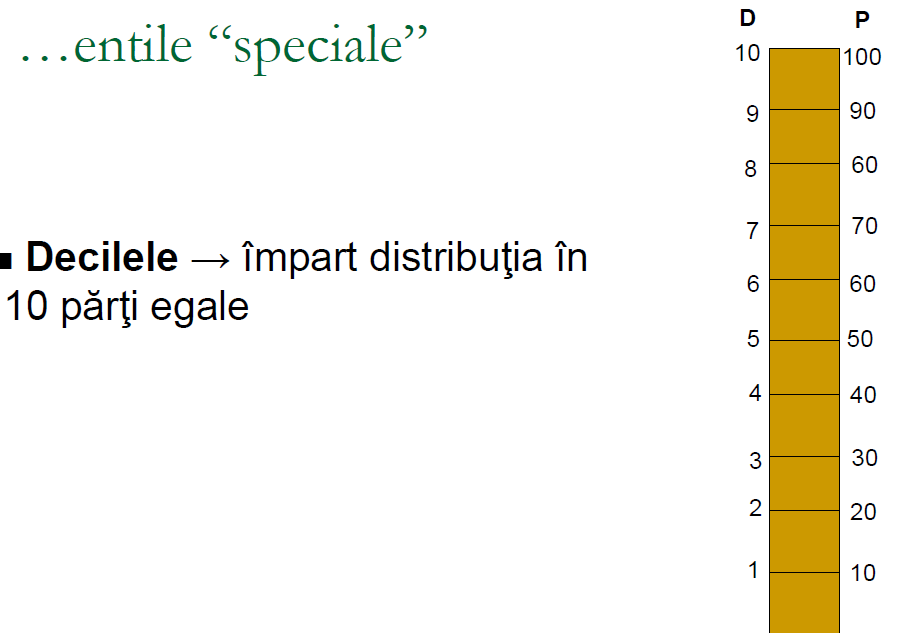 …entile “speciale”
D P
10 100
9 90
8 60
7 70
■ Decilele → împart distribuţia în
10 părţi egale
6 60
5 50
4 40
3 30
2 20
1 10